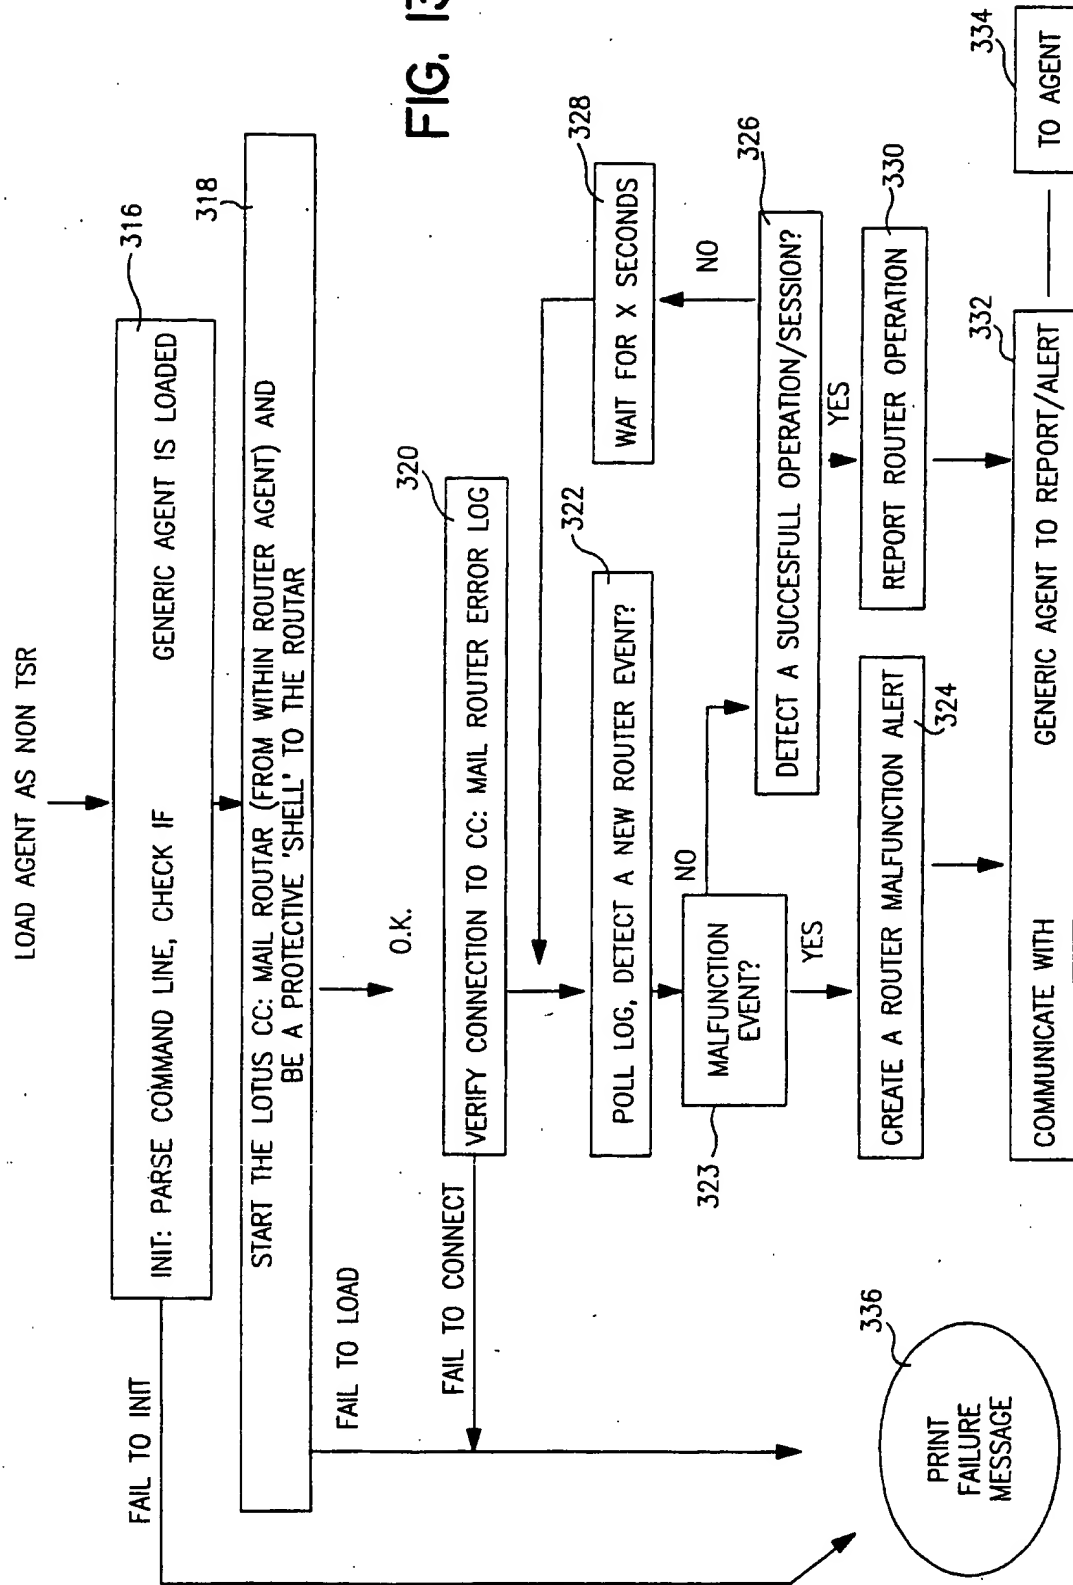 FIG. 13
LOAD AGENT AS NON TSR
316
INIT: PARSE COMMAND LINE, CHECK IF GENERIC AGENT IS LOADED
FAIL TO INIT
318
START THE LOTUS CC: MAIL ROUTAR (FROM WITHIN ROUTER AGENT) AND
BE A PROTECTIVE 'SHELL' TO THE ROUTAR
FAIL TO LOAD
O.K.
320
VERIFY CONNECTION TO CC: MAIL ROUTER ERROR LOG
FAIL TO CONNECT
322
POLL LOG, DETECT A NEW ROUTER EVENT?
328
WAIT FOR X SECONDS
323
MALFUNCTION
EVENT?
NO
YES
326
DETECT A SUCCESFULL OPERATION/SESSION?
NO
YES
CREATE A ROUTER MALFUNCTION ALERT
324
330
REPORT ROUTER OPERATION
332
COMMUNICATE WITH GENERIC AGENT TO REPORT/ALERT
334
TO AGENT
336
PRINT
FAILURE
MESSAGE